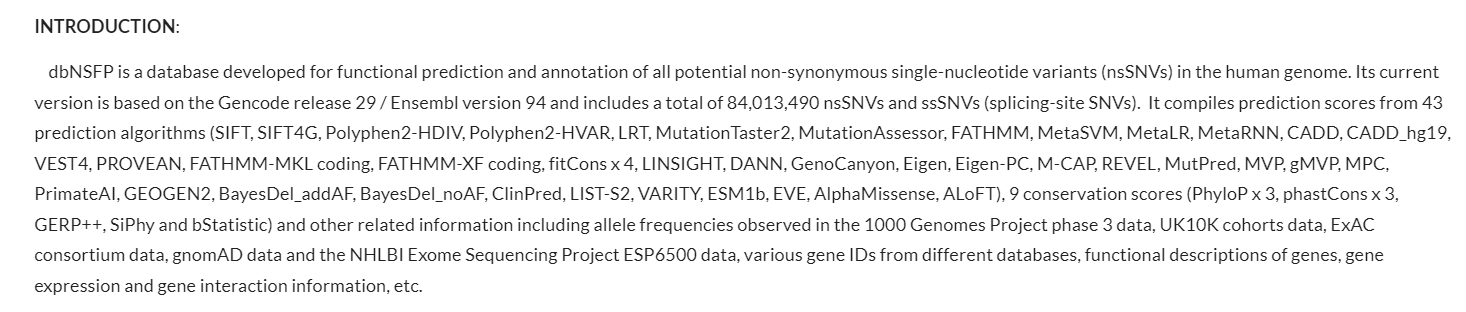 INTRODUCTION:
dbNSFP is a database developed for functional prediction and annotation of all potential non-synonymous single-nucleotide variants (nsSNVs) in the human genome. Its current
version is based on the Gencode release 29 / Ensembl version 94 and includes a total of 84,013,490 nsSNVs and ssSNVs (splicing-site SNVs).  It compiles prediction scores from 43
prediction algorithms (SIFT, SIFT4G, Polyphen2-HDIV, Polyphen2-HVAR, LRT, MutationTaster2, MutationAssessor, FATHMM, MetaSVM, MetaLR, MetaRNN, CADD, CADD_hg19,
VEST4, PROVEAN, FATHMM-MKL coding, FATHMM-XF coding, fitCons x 4, LINSIGHT, DANN, GenoCanyon, Eigen, Eigen-PC, M-CAP, REVEL, MutPred, MVP, gMVP, MPC,
PrimateAI, GEOGEN2, BayesDel_addAF, BayesDel_noAF, ClinPred, LIST-S2, VARITY, ESM1b, EVE, AlphaMissense, ALoFT), 9 conservation scores (PhyloP x 3, phastCons x 3,
GERP++, SiPhy and bStatistic) and other related information including allele frequencies observed in the 1000 Genomes Project phase 3 data, UK10K cohorts data, ExAC
consortium data, gnomAD data and the NHLBI Exome Sequencing Project ESP6500 data, various gene IDs from different databases, functional descriptions of genes, gene
expression and gene interaction information, etc.